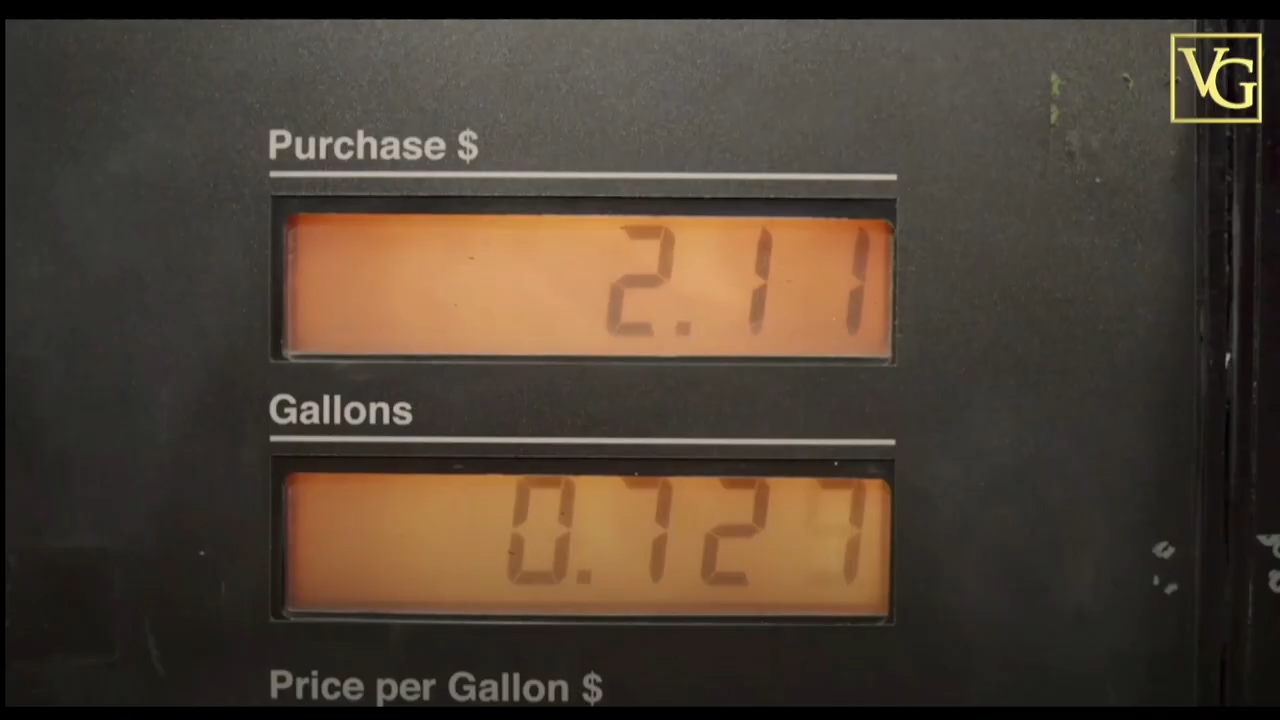 VG
Purchase $
2.11
Gallons
0.727
Price per Gallon $